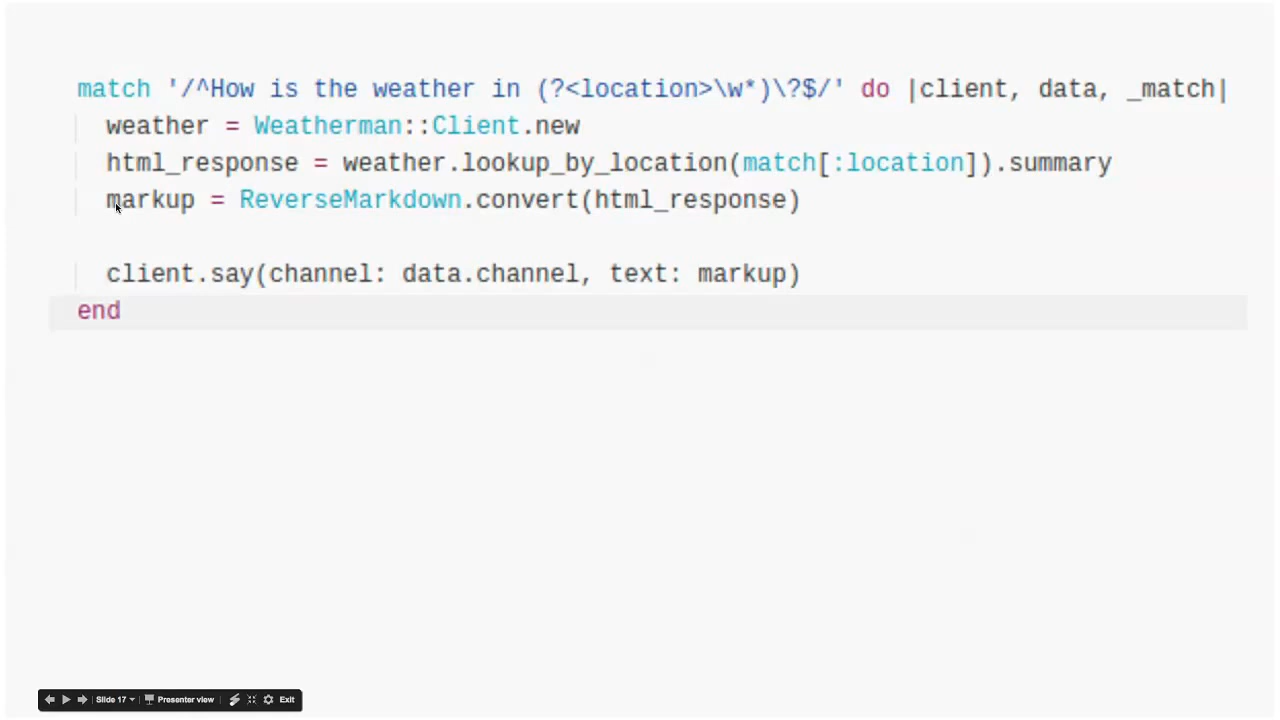 match '/^How is the weather in (?<location>\w*)\?$/' do |client, data, _match|
weather = Weatherman::Client.new
html_response = weather.lookup_by_location(match[:location]).summary
markup = ReverseMarkdown.convert(html_response)
client.say(channel: data.channel, text: markup)
end
Slide 17 Presenter view Exit